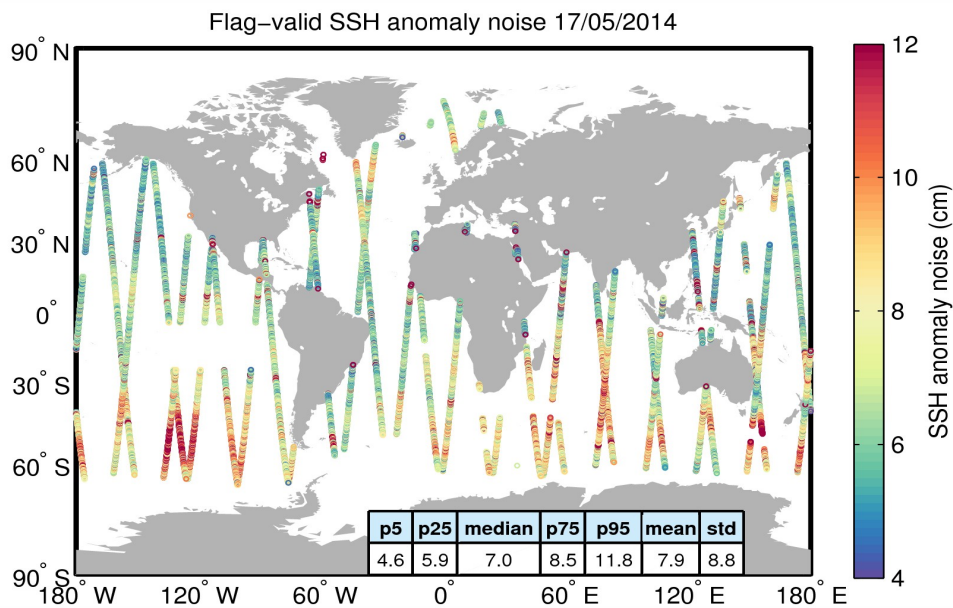 Flag−valid SSH anomaly noise 17/05/2014
90° N
60° N
30° N
0°
30° S
60° S
90° S
180° W
120° W
60° W
0°
60° E
120° E
180° E
12
10
8
6
4
SSH anomaly noise (cm)
p5 p25 median p75 p95 mean std
4.6 5.9 7.0 8.5 11.8 7.9 8.8